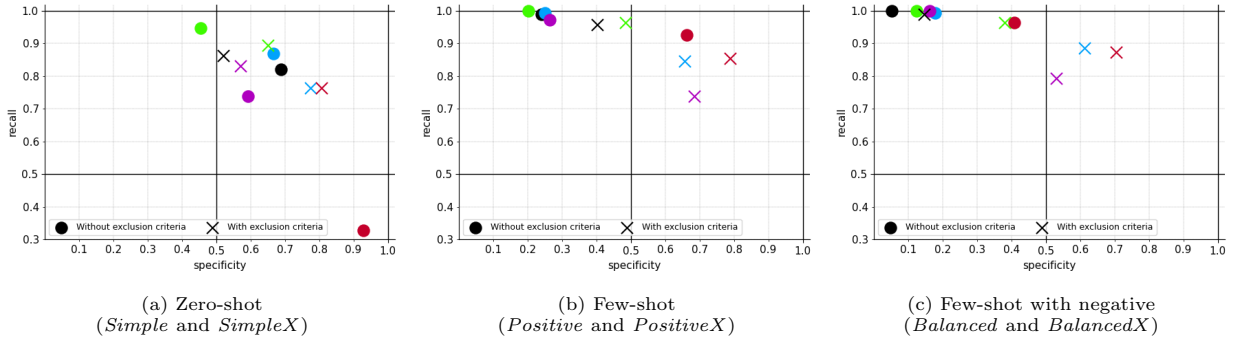 1.0
0.9
0.8
0.7
0.6
0.5
0.4
0.3
recall
0.1 0.2 0.3 0.4 0.5 0.6 0.7 0.8 0.9 1.0
specificity
Without exclusion criteria With exclusion criteria
(a) Zero-shot
(Simple and SimpleX)
1.0
0.9
0.8
0.7
0.6
0.5
0.4
0.3
recall
0.1 0.2 0.3 0.4 0.5 0.6 0.7 0.8 0.9 1.0
specificity
Without exclusion criteria With exclusion criteria
(b) Few-shot
(Positive and PositiveX)
1.0
0.9
0.8
0.7
0.6
0.5
0.4
0.3
recall
0.1 0.2 0.3 0.4 0.5 0.6 0.7 0.8 0.9 1.0
specificity
Without exclusion criteria With exclusion criteria
(c) Few-shot with negative
(Balanced and BalancedX)